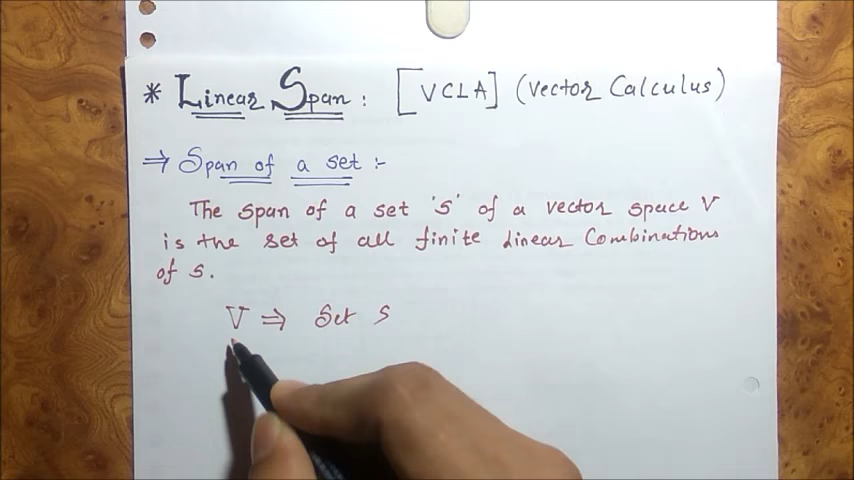 * Linear Span : [VCLA] (Vector Calculus)
⇒ Span of a set :-
The span of a set 's' of a vector space V
is the set of all finite Linear Combinations
of s.
V ⇒ Set S